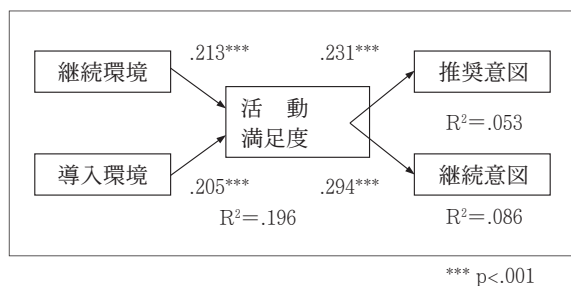 .213***
.231***
継続環境
推奨意図
活 動
満足度
R²=.053
導入環境
継続意図
.205***
.294***
R²=.196
R²=.086
*** p<.001